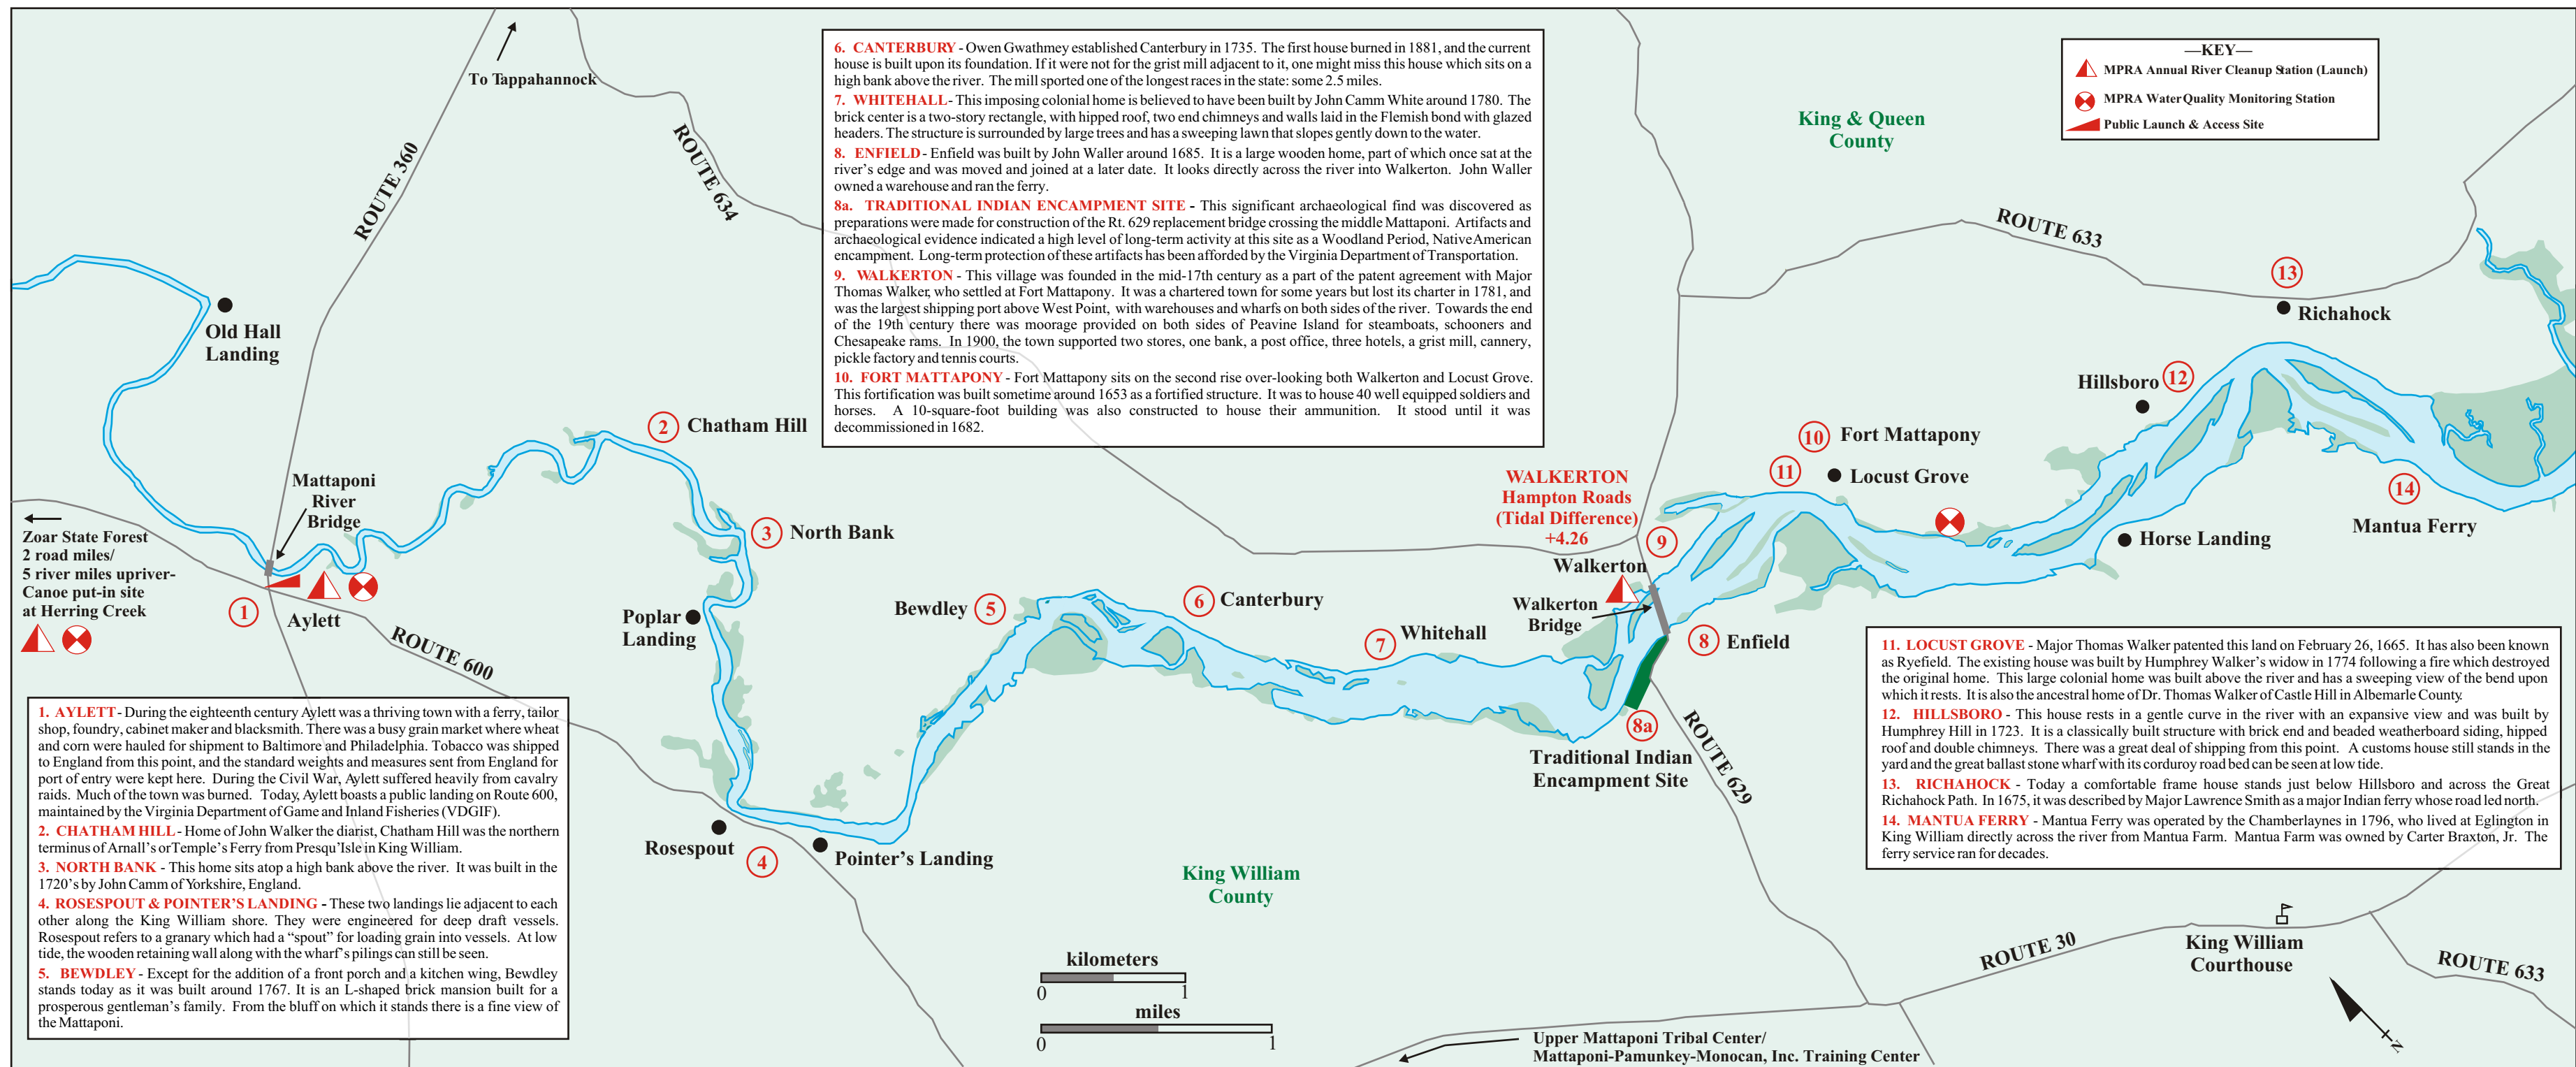 To Tappahannock
ROUTE 360
ROUTE 634
6. CANTERBURY - Owen Gwathmey established Canterbury in 1735. The first house burned in 1881, and the current
house is built upon its foundation. If it were not for the grist mill adjacent to it, one might miss this house which sits on a
high bank above the river. The mill sported one of the longest races in the state: some 2.5 miles.
7. WHITEHALL - This imposing colonial home is believed to have been built by John Camm White around 1780. The
brick center is a two-story rectangle, with hipped roof, two end chimneys and walls laid in the Flemish bond with glazed
headers. The structure is surrounded by large trees and has a sweeping lawn that slopes gently down to the water.
8. ENFIELD - Enfield was built by John Waller around 1685. It is a large wooden home, part of which once sat at the
river's edge and was moved and joined at a later date. It looks directly across the river into Walkerton. John Waller
owned a warehouse and ran the ferry.
8a. TRADITIONAL INDIAN ENCAMPMENT SITE - This significant archaeological find was discovered as
preparations were made for construction of the Rt. 629 replacement bridge crossing the middle Mattaponi. Artifacts and
archaeological evidence indicated a high level of long-term activity at this site as a Woodland Period, Native American
encampment. Long-term protection of these artifacts has been afforded by the Virginia Department of Transportation.
9. WALKERTON - This village was founded in the mid-17th century as a part of the patent agreement with Major
Thomas Walker, who settled at Fort Mattapony. It was a chartered town for some years but lost its charter in 1781, and
was the largest shipping port above West Point, with warehouses and wharfs on both sides of the river. Towards the end
of the 19th century there was moorage provided on both sides of Peavine Island for steamboats, schooners and
Chesapeake rams. In 1900, the town supported two stores, one bank, a post office, three hotels, a grist mill, cannery,
pickle factory and tennis courts.
10. FORT MATTAPONY - Fort Mattapony sits on the second rise over-looking both Walkerton and Locust Grove.
This fortification was built sometime around 1653 as a fortified structure. It was to house 40 well equipped soldiers and
horses. A 10-square-foot building was also constructed to house their ammunition. It stood until it was
decommissioned in 1682.
King & Queen
County
—KEY—
MPRA Annual River Cleanup Station (Launch)
MPRA Water Quality Monitoring Station
Public Launch & Access Site
ROUTE 633
13
Richahock
Old Hall
Landing
Hillsboro 12
2 Chatham Hill
10 Fort Mattapony
11
Locust Grove
14
Mantua Ferry
Mattaponi
River
Bridge
WALKERTON
Hampton Roads
(Tidal Difference)
+4.26
9
Walkerton
Walkerton
Bridge
Horse Landing
3 North Bank
Zoar State Forest
2 road miles/
5 river miles upriver-
Canoe put-in site
at Herring Creek
1
Aylett
ROUTE 600
Poplar
Landing
Bewdley 5
6 Canterbury
7 Whitehall
8 Enfield
8a
Traditional Indian
Encampment Site
ROUTE 629
1. AYLETT - During the eighteenth century Aylett was a thriving town with a ferry, tailor
shop, foundry, cabinet maker and blacksmith. There was a busy grain market where wheat
and corn were hauled for shipment to Baltimore and Philadelphia. Tobacco was shipped
to England from this point, and the standard weights and measures sent from England for
port of entry were kept here. During the Civil War, Aylett suffered heavily from cavalry
raids. Much of the town was burned. Today, Aylett boasts a public landing on Route 600,
maintained by the Virginia Department of Game and Inland Fisheries (VDGIF).
2. CHATHAM HILL - Home of John Walker the diarist, Chatham Hill was the northern
terminus of Arnall's or Temple's Ferry from Presqu'Isle in King William.
3. NORTH BANK - This home sits atop a high bank above the river. It was built in the
1720's by John Camm of Yorkshire, England.
4. ROSESPOUT & POINTER'S LANDING - These two landings lie adjacent to each
other along the King William shore. They were engineered for deep draft vessels.
Rosespout refers to a granary which had a "spout" for loading grain into vessels. At low
tide, the wooden retaining wall along with the wharf's pilings can still be seen.
5. BEWDLEY - Except for the addition of a front porch and a kitchen wing, Bewdley
stands today as it was built around 1767. It is an L-shaped brick mansion built for a
prosperous gentleman's family. From the bluff on which it stands there is a fine view of
the Mattaponi.
Rosespout
4
Pointer's Landing
King William
County
11. LOCUST GROVE - Major Thomas Walker patented this land on February 26, 1665. It has also been known
as Ryefield. The existing house was built by Humphrey Walker's widow in 1774 following a fire which destroyed
the original home. This large colonial home was built above the river and has a sweeping view of the bend upon
which it rests. It is also the ancestral home of Dr. Thomas Walker of Castle Hill in Albemarle County.
12. HILLSBORO - This house rests in a gentle curve in the river with an expansive view and was built by
Humphrey Hill in 1723. It is a classically built structure with brick end and beaded weatherboard siding, hipped
roof and double chimneys. There was a great deal of shipping from this point. A customs house still stands in the
yard and the great ballast stone wharf with its corduroy road bed can be seen at low tide.
13. RICHAHOCK - Today a comfortable frame house stands just below Hillsboro and across the Great
Richahock Path. In 1675, it was described by Major Lawrence Smith as a major Indian ferry whose road led north.
14. MANTUA FERRY - Mantua Ferry was operated by the Chamberlaynes in 1796, who lived at Eglington in
King William directly across the river from Mantua Farm. Mantua Farm was owned by Carter Braxton, Jr. The
ferry service ran for decades.
kilometers
0 1
miles
0 1
ROUTE 30
King William
Courthouse
ROUTE 633
N
Upper Mattaponi Tribal Center/
Mattaponi-Pamunkey-Monocan, Inc. Training Center